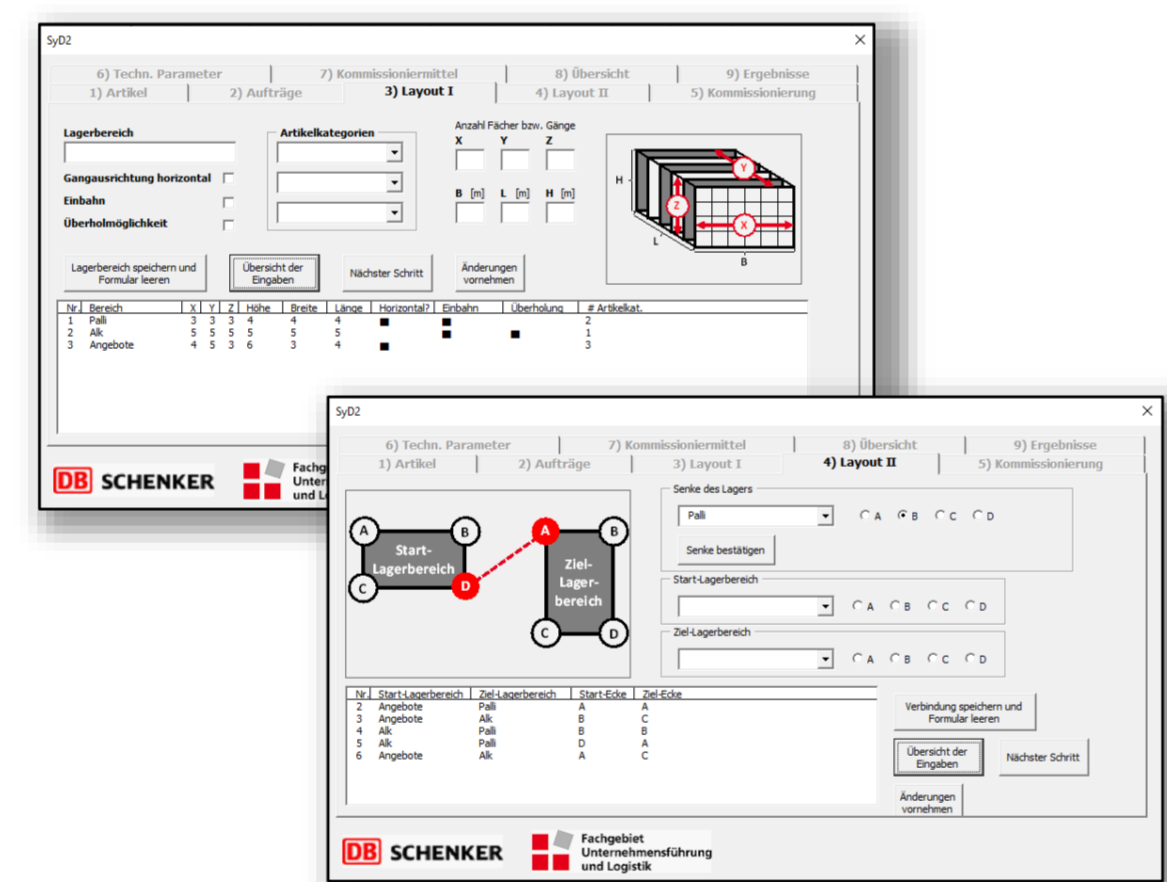 SyD2
6) Techn. Parameter 7) Kommissioniermittel 8) Übersicht 9) Ergebnisse
1) Artikel 2) Aufträge 3) Layout I 4) Layout II 5) Kommissionierung
Lagerbereich
Gangausrichtung horizontal
Einbahn
Überholmöglichkeit
Artikelkategorien
Anzahl Fächer bzw. Gänge
X Y Z
B [m] L [m] H [m]
H
L
B
X
Y
Z
Lagerbereich speichern und
Formular leeren
Übersicht der
Eingaben
Nächster Schritt
Änderungen
vornehmen
Nr. Bereich X Y Z Höhe Breite Länge Horizontal? Einbahn Überholung # Artikelkat.
1 Palli 3 3 3 4 4 4 ■ ■ 2
2 Alk 5 5 5 5 5 5 ■ ■ 1
3 Angebote 4 5 3 6 3 4 ■ 3
DB SCHENKER
Fachg
Unter
und L
SyD2
6) Techn. Parameter 7) Kommissioniermittel 8) Übersicht 9) Ergebnisse
1) Artikel 2) Aufträge 3) Layout I 4) Layout II 5) Kommissionierung
A B
Start-
Lagerbereich
C D
A B
Ziel-
Lager-
bereich
C D
Senke des Lagers
Palli A B C D
Senke bestätigen
Start-Lagerbereich
A B C D
Ziel-Lagerbereich
A B C D
Nr. Start-Lagerbereich Ziel-Lagerbereich Start-Ecke Ziel-Ecke
2 Angebote Palli A A
3 Angebote Alk B C
4 Alk Palli B B
5 Alk Palli D A
6 Angebote Alk A C
Verbindung speichern und
Formular leeren
Übersicht der
Eingaben
Nächster Schritt
Änderungen
vornehmen
DB SCHENKER
Fachgebiet
Unternehmensführung
und Logistik